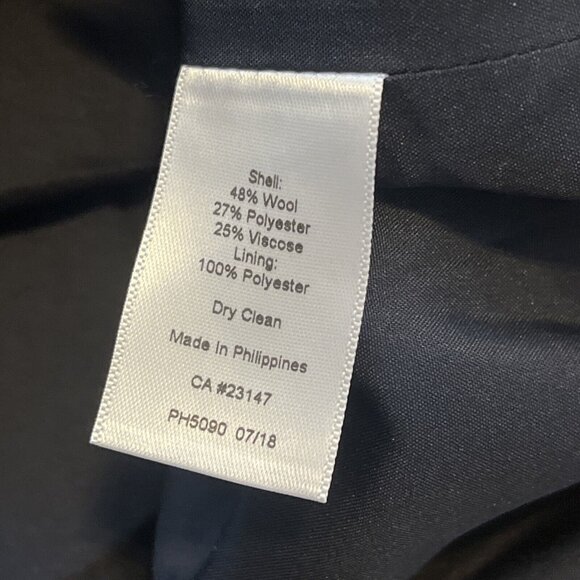 Shell:
48% Wool
27% Polyester
25% Viscose
Lining:
100% Polyester
Dry Clean
Made In Philippines
CA #23147
PH5090 07/18